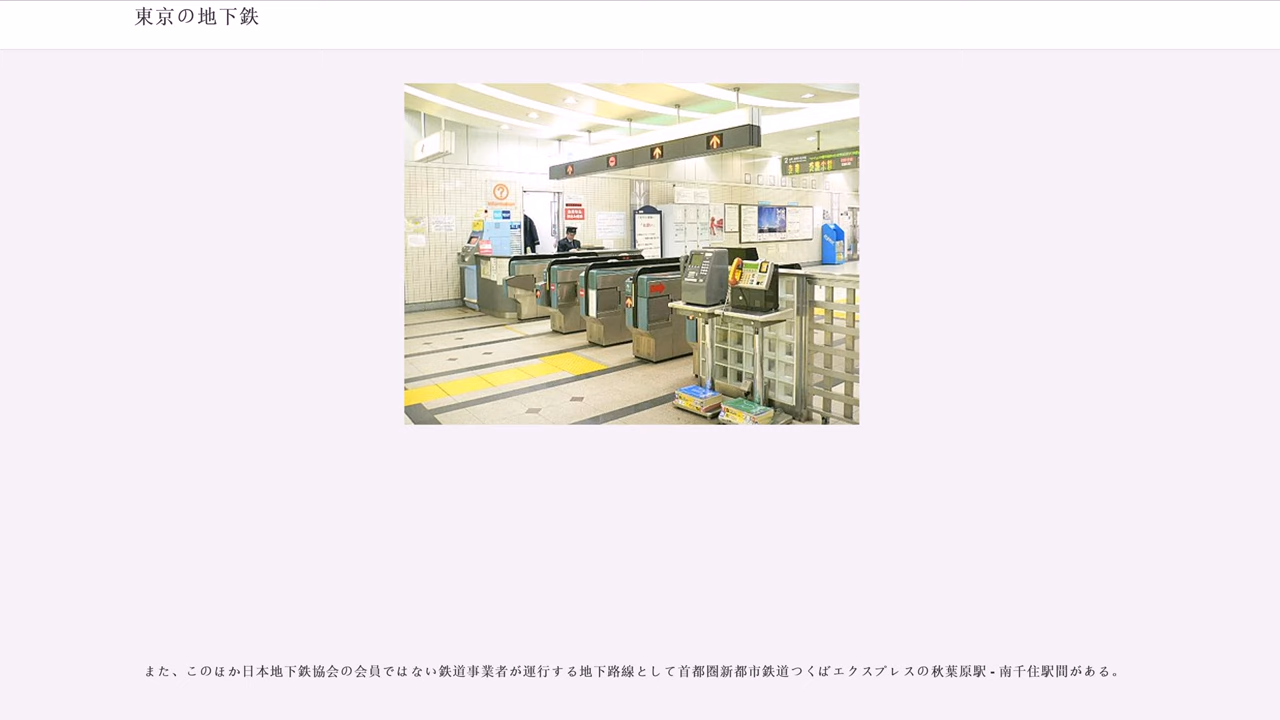 東京の地下鉄
?
Information
また、このほか日本地下鉄協会の会員ではない鉄道事業者が運行する地下路線として首都圏新都市鉄道つくばエクスプレスの秋葉原駅 - 南千住駅間がある。